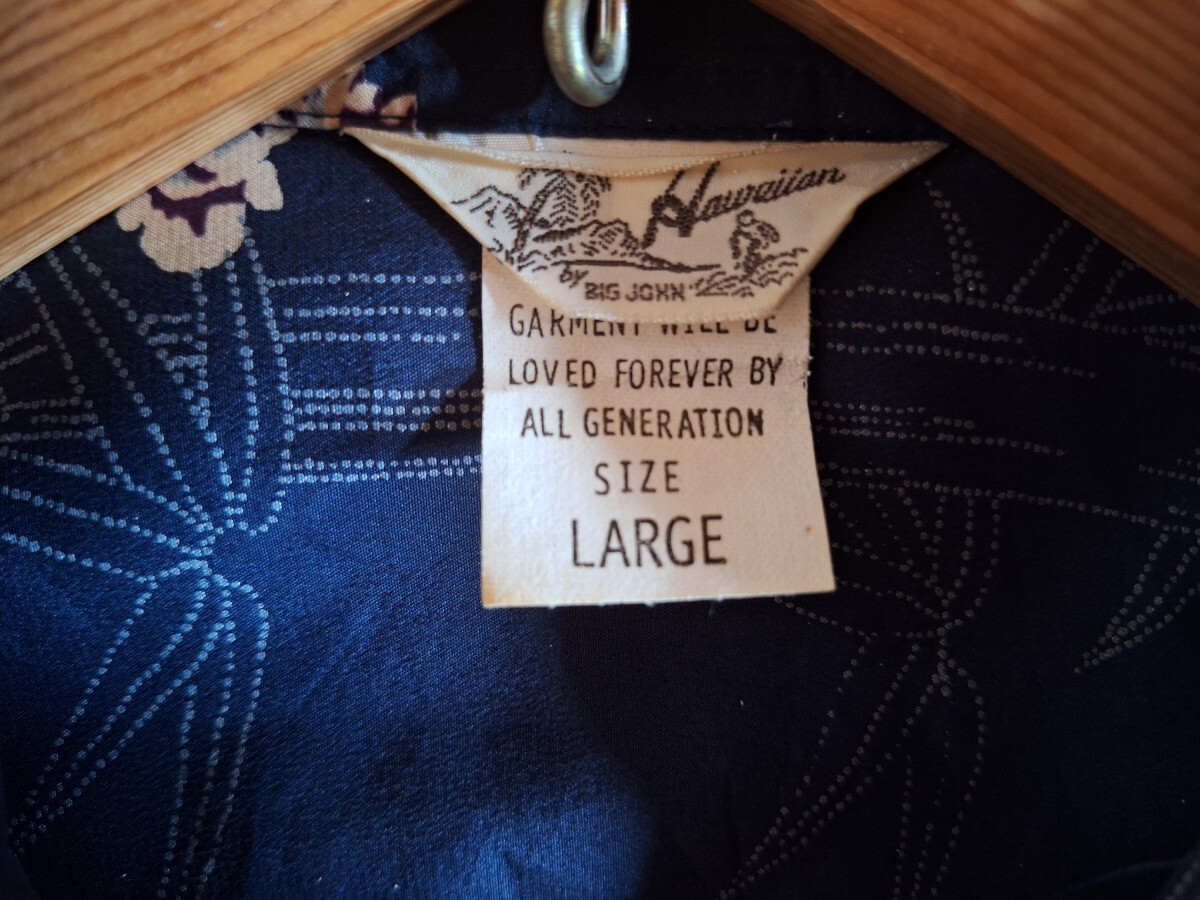 Hawaiian
by BIG JOHN
GARMENT WILL BE
LOVED FOREVER BY
ALL GENERATION
SIZE
LARGE